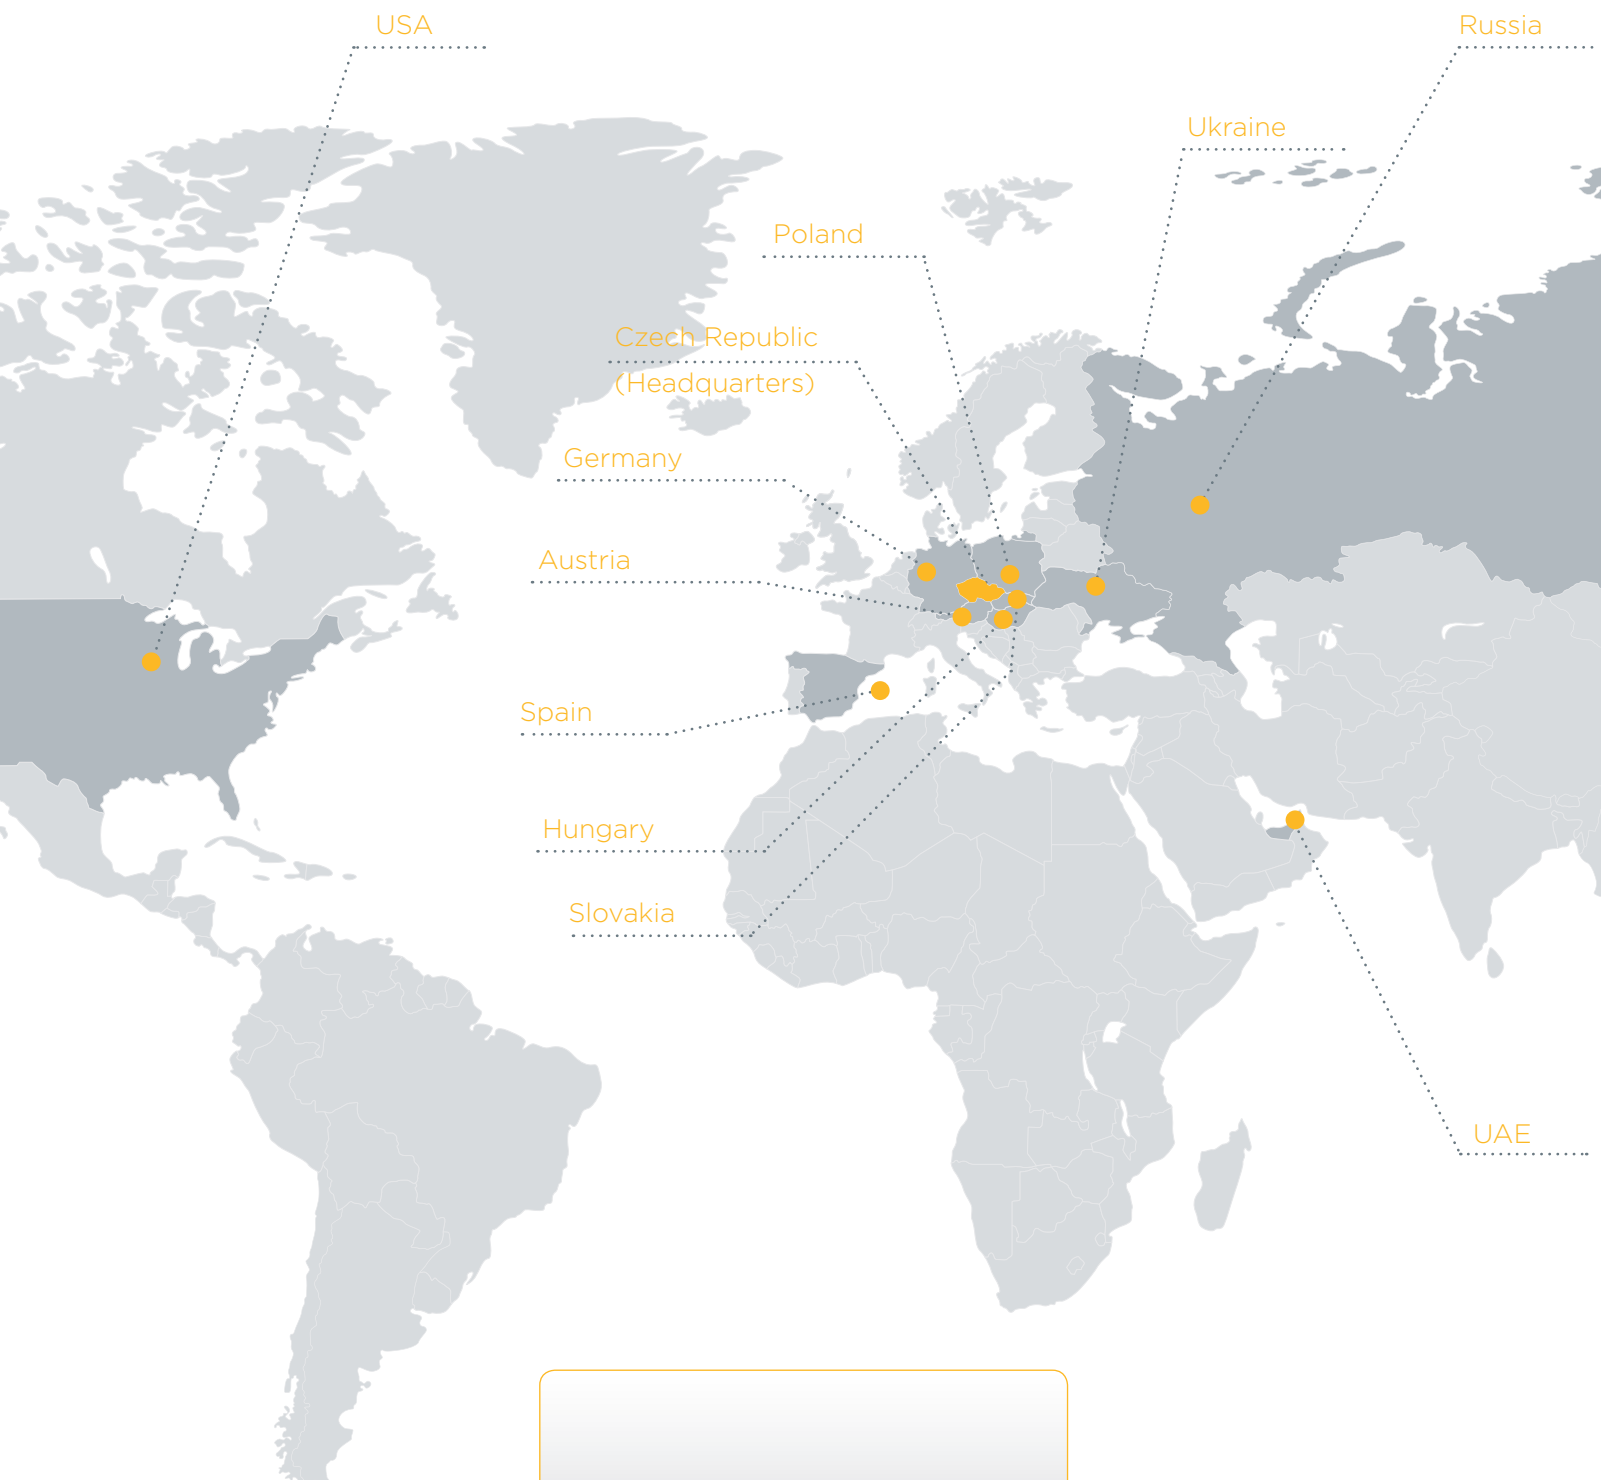 USA
Russia
Ukraine
Poland
Czech Republic
(Headquarters)
Germany
Austria
Spain
Hungary
Slovakia
UAE